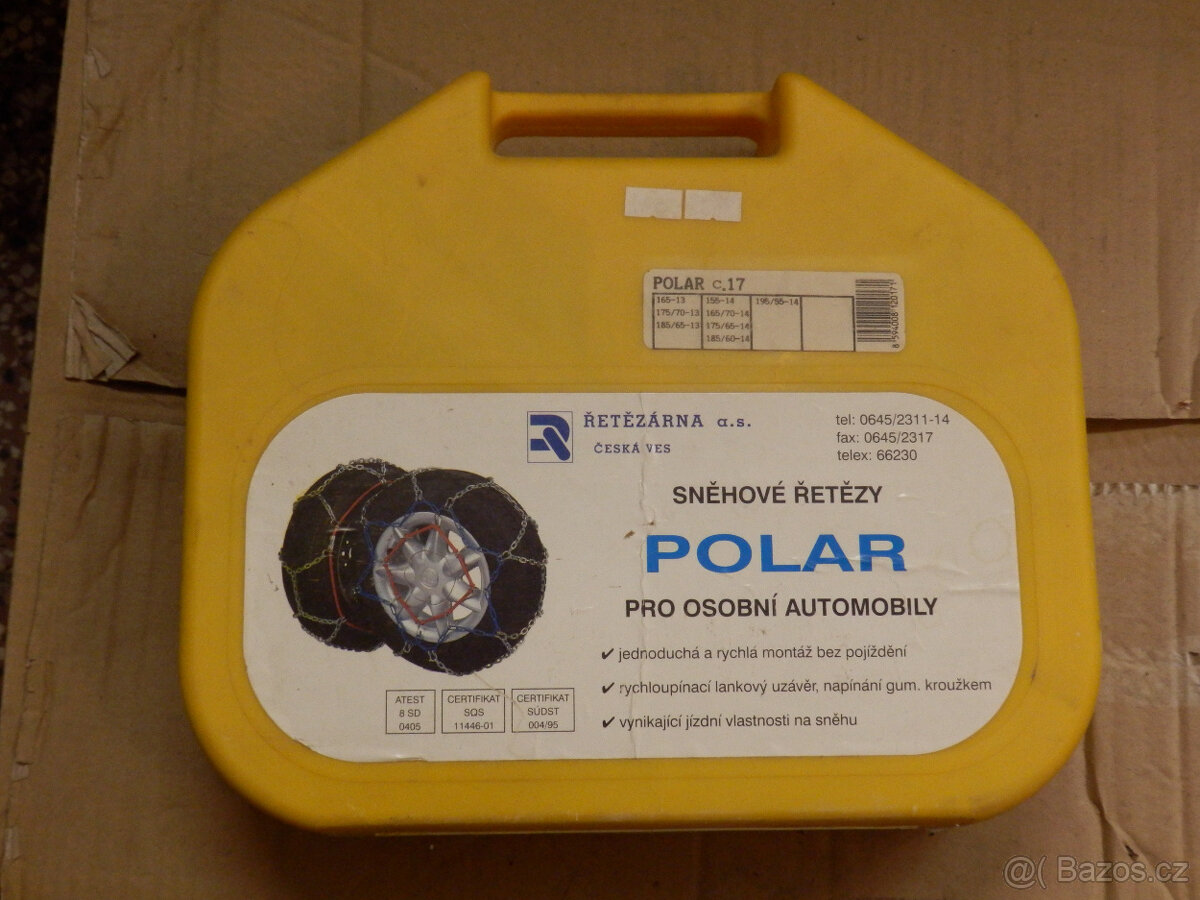 POLAR c.17
165-13 155-14 195/55-14
175/70-13 165/70-14
185/65-13 175/65-14
185/60-14
8 594008 120171
ŘETĚZÁRNA a.s.
ČESKÁ VES
tel: 0645/2311-14
fax: 0645/2317
telex: 66230
SNĚHOVÉ ŘETĚZY
POLAR
PRO OSOBNÍ AUTOMOBILY
✔ jednoduchá a rychlá montáž bez pojíždění
✔ rychloupínací lankový uzávěr, napínání gum. kroužkem
✔ vynikající jízdní vlastnosti na sněhu
ATEST
8 SD
0405
CERTIFIKAT
SQS
11446-01
CERTIFIKAT
SÚDST
004/95
@( Bazos.cz